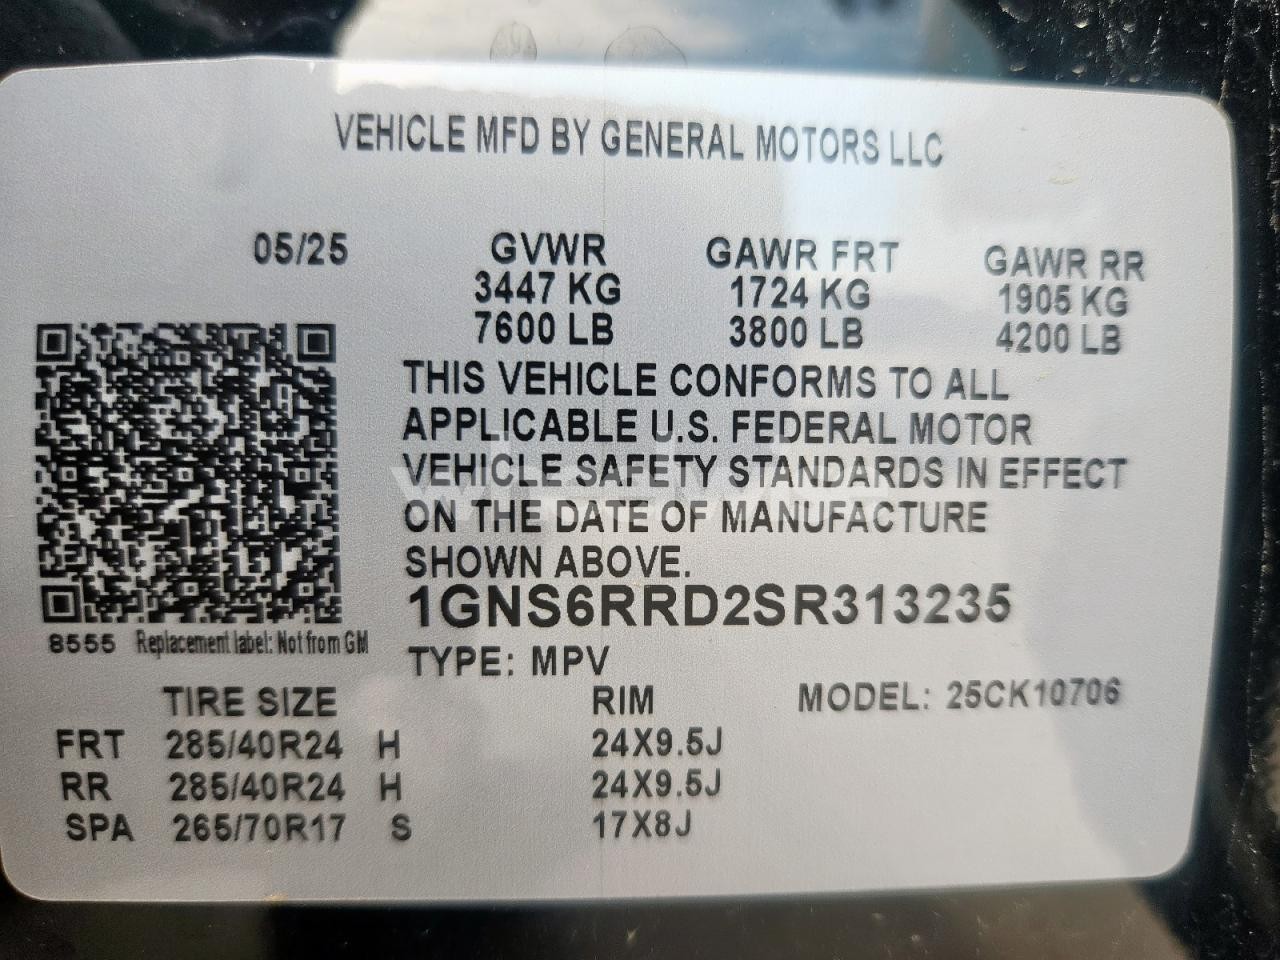 VEHICLE MFD BY GENERAL MOTORS LLC
05/25 GVWR GAWR FRT GAWR RR
3447 KG 1724 KG 1905 KG
7600 LB 3800 LB 4200 LB
THIS VEHICLE CONFORMS TO ALL
APPLICABLE U.S. FEDERAL MOTOR
VEHICLE SAFETY STANDARDS IN EFFECT
ON THE DATE OF MANUFACTURE
SHOWN ABOVE.
1GNS6RRD2SR313235
8555 Replacement label: Not from GM
TYPE: MPV
TIRE SIZE RIM MODEL: 25CK10706
FRT 285/40R24 H 24X9.5J
RR 285/40R24 H 24X9.5J
SPA 265/70R17 S 17X8J